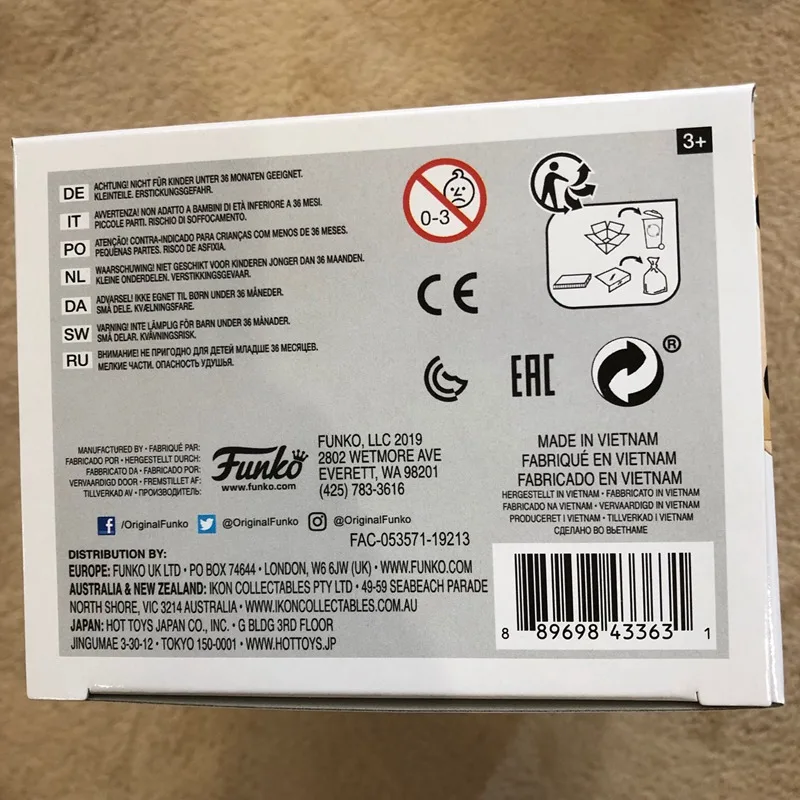 3+
DE ACHTUNG! NICHT FÜR KINDER UNTER 36 MONATEN GEEIGNET.
KLEINTEILE. ERSTICKUNGSGEFAHR.
IT AVVERTENZA! NON ADATTO A BAMBINI DI ETÀ INFERIORE A 36 MESI.
PICCOLE PARTI. RISCHIO DI SOFFOCAMENTO.
PO ATENÇÃO! CONTRA-INDICADO PARA CRIANÇAS COM MENOS DE 36 MESES.
PEQUENAS PARTES. RISCO DE ASFIXIA.
NL WAARSCHUWING! NIET GESCHIKT VOOR KINDEREN JONGER DAN 36 MAANDEN.
KLEINE ONDERDELEN. VERSTIKKINGSGEVAAR.
DA ADVARSEL! IKKE EGNET TIL BØRN UNDER 36 MÅNEDER.
SMÅ DELE. KVÆLNINGSFARE.
SW VARNING! INTE LÄMPLIG FÖR BARN UNDER 36 MÅNADER.
SMÅ DELAR. KVÄVNINGSRISK.
RU ВНИМАНИЕ! НЕ ПРИГОДНО ДЛЯ ДЕТЕЙ МЛАДШЕ 36 МЕСЯЦЕВ.
МЕЛКИЕ ЧАСТИ. ОПАСНОСТЬ УДУШЬЯ.
0-3
CE
EAC
®
MANUFACTURED BY • FABRIQUÉ PAR:
FABRICADO POR • HERGESTELLT DURCH:
FABBRICATO DA • FABRICADO POR:
VERVAARDIGD DOOR • FREMSTILLET AF:
TILLVERKAD AV • ПРОИЗВОДИТЕЛЬ:
Funko
www.funko.com
FUNKO, LLC 2019
2802 WETMORE AVE
EVERETT, WA 98201
(425) 783-3616
f /OriginalFunko @OriginalFunko @OriginalFunko
FAC-053571-19213
MADE IN VIETNAM
FABRIQUÉ EN VIETNAM
FABRICADO EN VIETNAM
HERGESTELLT IN VIETNAM • FABBRICATO IN VIETNAM
FABRICADO NA VIETNAM • VERVAARDIGD IN VIETNAM
PRODUCERET I VIETNAM • TILLVERKAD I VIETNAM
СДЕЛАНО ВО ВЬЕТНАМЕ
DISTRIBUTION BY:
EUROPE: FUNKO UK LTD • PO BOX 74644 • LONDON, W6 6JW (UK) • WWW.FUNKO.COM
AUSTRALIA & NEW ZEALAND: IKON COLLECTABLES PTY LTD • 49-59 SEABEACH PARADE
NORTH SHORE, VIC 3214 AUSTRALIA • WWW.IKONCOLLECTABLES.COM.AU
JAPAN: HOT TOYS JAPAN CO., INC. • G BLDG 3RD FLOOR
JINGUMAE 3-30-12 • TOKYO 150-0001 • WWW.HOTTOYS.JP
8 89698 43363 1